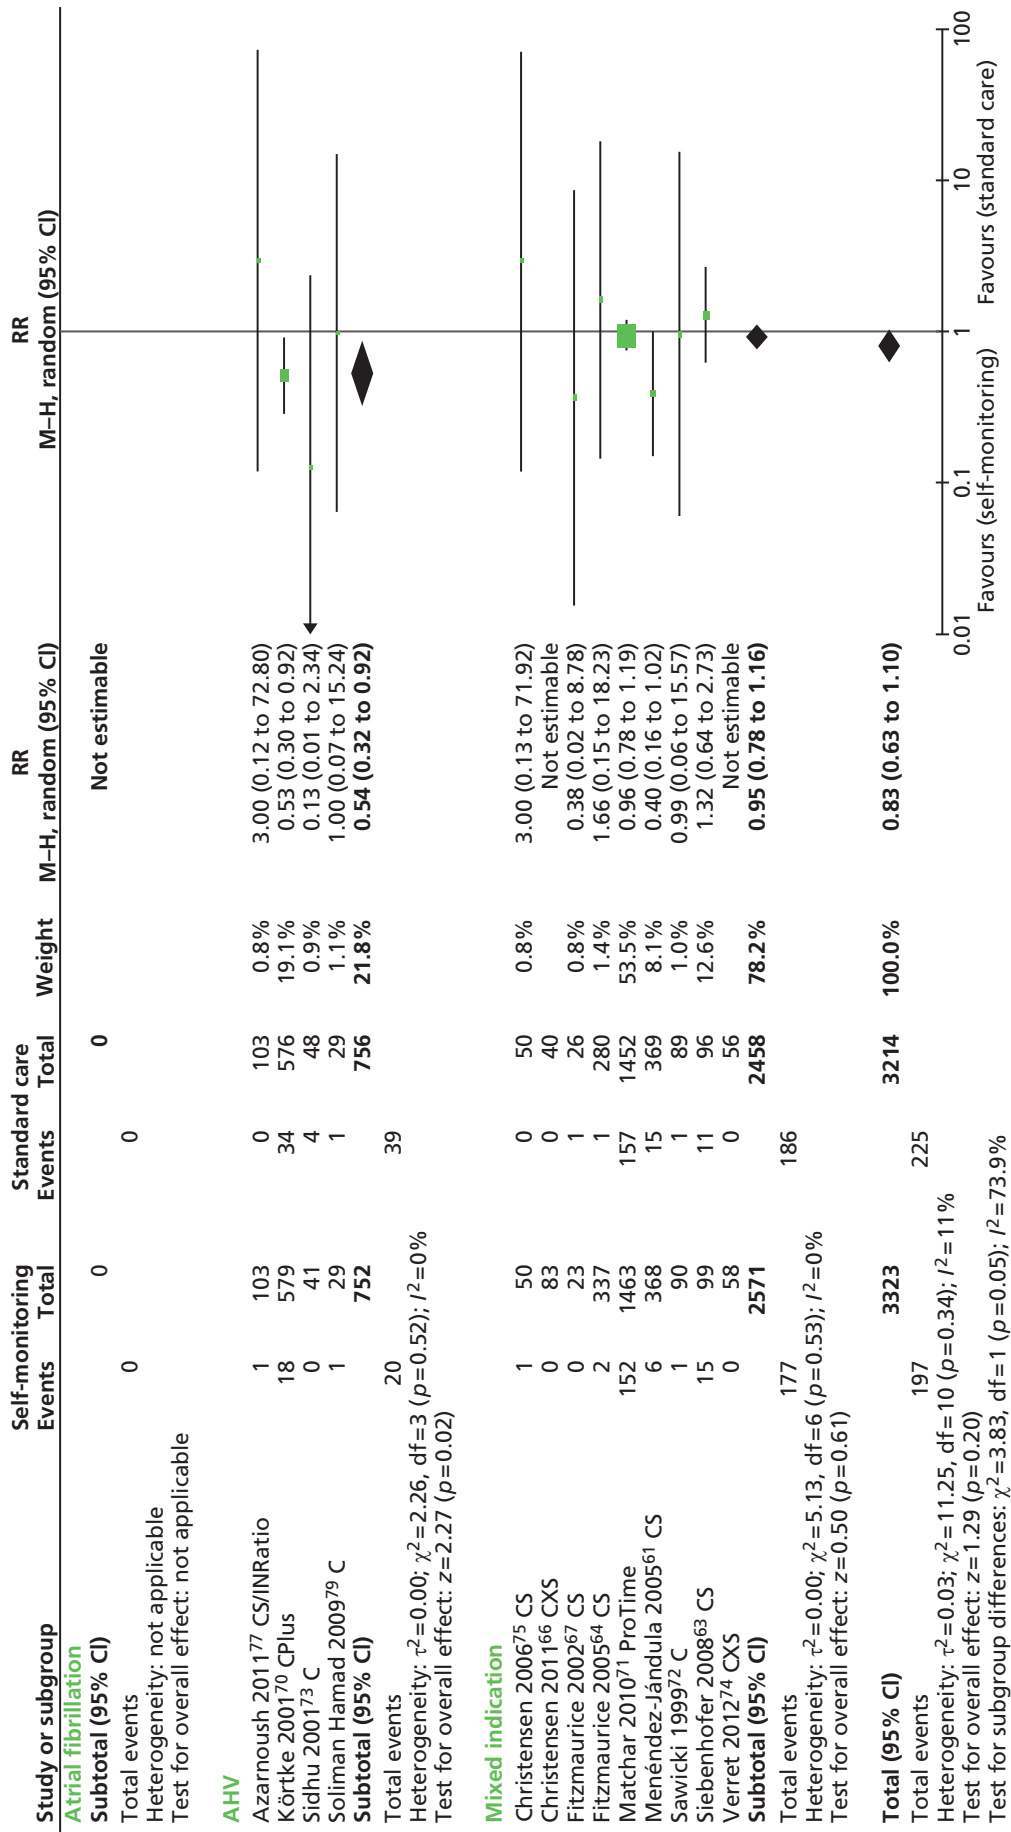 Self-monitoring Standard care RR RR
Study or subgroup Events Total Events Total Weight M–H, random (95% CI) M–H, random (95% CI)
Atrial fibrillation
Subtotal (95% CI) 0 0 Not estimable
Total events 0 0
Heterogeneity: not applicable
Test for overall effect: not applicable
AHV
Azarnoush 2011⁷⁷ CS/INRatio 1 103 0 103 0.8% 3.00 (0.12 to 72.80)
Körtke 2001⁷⁰ CPlus 18 579 34 576 19.1% 0.53 (0.30 to 0.92)
Sidhu 2001⁷³ C 0 41 4 48 0.9% 0.13 (0.01 to 2.34)
Soliman Hamad 2009⁷⁹ C 1 29 1 29 1.1% 1.00 (0.07 to 15.24)
Subtotal (95% CI) 752 756 21.8% 0.54 (0.32 to 0.92)
Total events 20 39
Heterogeneity: τ²=0.00; χ²=2.26, df=3 (p=0.52); I²=0%
Test for overall effect: z=2.27 (p=0.02)
Mixed indication
Christensen 2006⁷⁵ CS 1 50 0 50 0.8% 3.00 (0.13 to 71.92)
Christensen 2011⁶⁶ CXS 0 83 0 40 Not estimable
Fitzmaurice 2002⁶⁷ CS 0 23 1 26 0.8% 0.38 (0.02 to 8.78)
Fitzmaurice 2005⁶⁴ CS 2 337 1 280 1.4% 1.66 (0.15 to 18.23)
Matchar 2010⁷¹ ProTime 152 1463 157 1452 53.5% 0.96 (0.78 to 1.19)
Menéndez-Jándula 2005⁶¹ CS 6 368 15 369 8.1% 0.40 (0.16 to 1.02)
Sawicki 1999⁷² C 1 90 1 89 1.0% 0.99 (0.06 to 15.57)
Siebenhofer 2008⁶³ CS 15 99 11 96 12.6% 1.32 (0.64 to 2.73)
Verret 2012⁷⁴ CXS 0 58 0 56 Not estimable
Subtotal (95% CI) 2571 2458 78.2% 0.95 (0.78 to 1.16)
Total events 177 186
Heterogeneity: τ²=0.00; χ²=5.13, df=6 (p=0.53); I²=0%
Test for overall effect: z=0.50 (p=0.61)
Total (95% CI) 3323 3214 100.0% 0.83 (0.63 to 1.10)
Total events 197 225
Heterogeneity: τ²=0.03; χ²=11.25, df=10 (p=0.34); I²=11%
Test for overall effect: z=1.29 (p=0.20)
Test for subgroup differences: χ²=3.83, df=1 (p=0.05); I²=73.9%
0.01 0.1 1 10 100
Favours (self-monitoring) Favours (standard care)